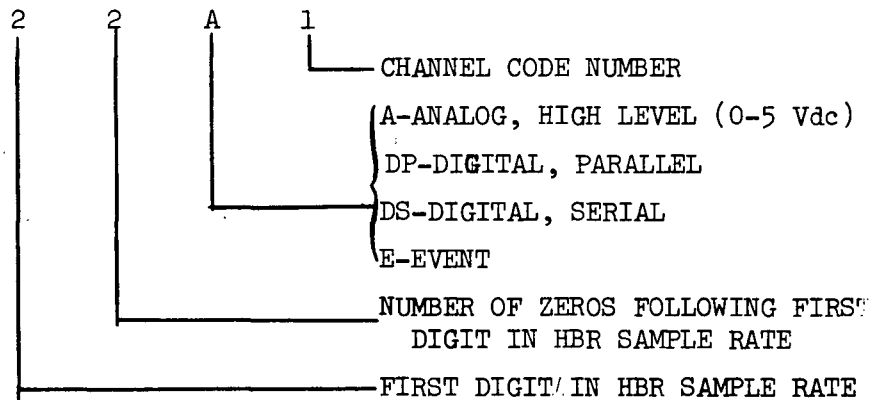 2 2 A 1
CHANNEL CODE NUMBER
A-ANALOG, HIGH LEVEL (0-5 Vdc)
DP-DIGITAL, PARALLEL
DS-DIGITAL, SERIAL
E-EVENT
NUMBER OF ZEROS FOLLOWING FIRST
DIGIT IN HBR SAMPLE RATE
FIRST DIGIT IN HBR SAMPLE RATE